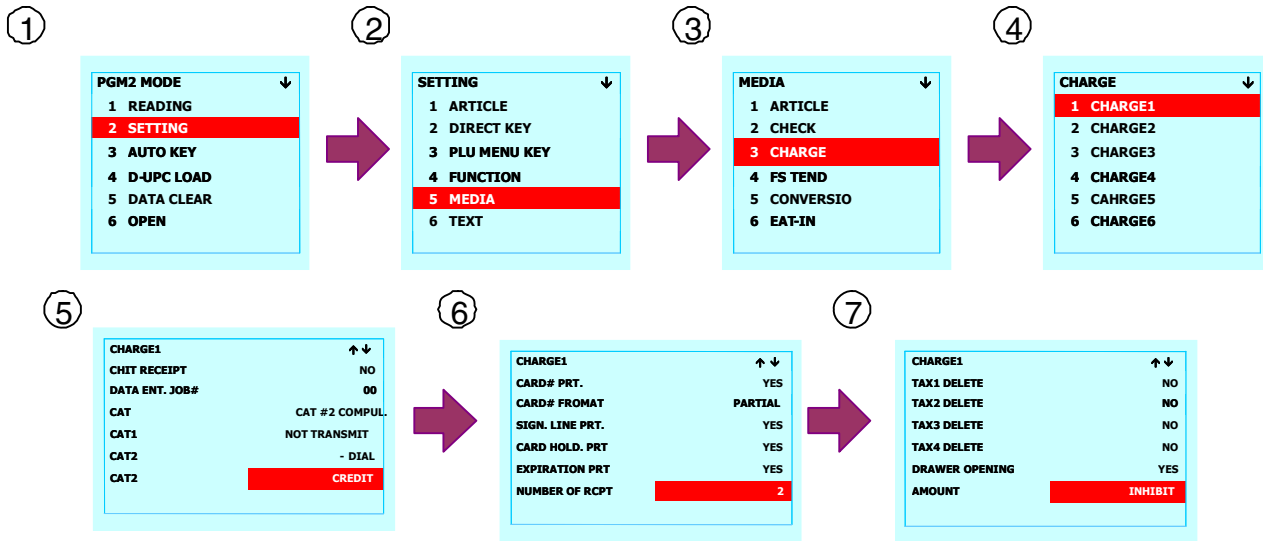 1
2
3
4
PGM2 MODE ↓
1 READING
2 SETTING
3 AUTO KEY
4 D-UPC LOAD
5 DATA CLEAR
6 OPEN
SETTING ↓
1 ARTICLE
2 DIRECT KEY
3 PLU MENU KEY
4 FUNCTION
5 MEDIA
6 TEXT
MEDIA ↓
1 ARTICLE
2 CHECK
3 CHARGE
4 FS TEND
5 CONVERSIO
6 EAT-IN
CHARGE ↓
1 CHARGE1
2 CHARGE2
3 CHARGE3
4 CHARGE4
5 CAHRGE5
6 CHARGE6
5
6
7
CHARGE1 ↑↓
CHIT RECEIPT NO
DATA ENT. JOB# 00
CAT CAT #2 COMPUL.
CAT1 NOT TRANSMIT
CAT2 - DIAL
CAT2 CREDIT
CHARGE1 ↑↓
CARD# PRT. YES
CARD# FROMAT PARTIAL
SIGN. LINE PRT. YES
CARD HOLD. PRT YES
EXPIRATION PRT YES
NUMBER OF RCPT 2
CHARGE1 ↑↓
TAX1 DELETE NO
TAX2 DELETE NO
TAX3 DELETE NO
TAX4 DELETE NO
DRAWER OPENING YES
AMOUNT INHIBIT